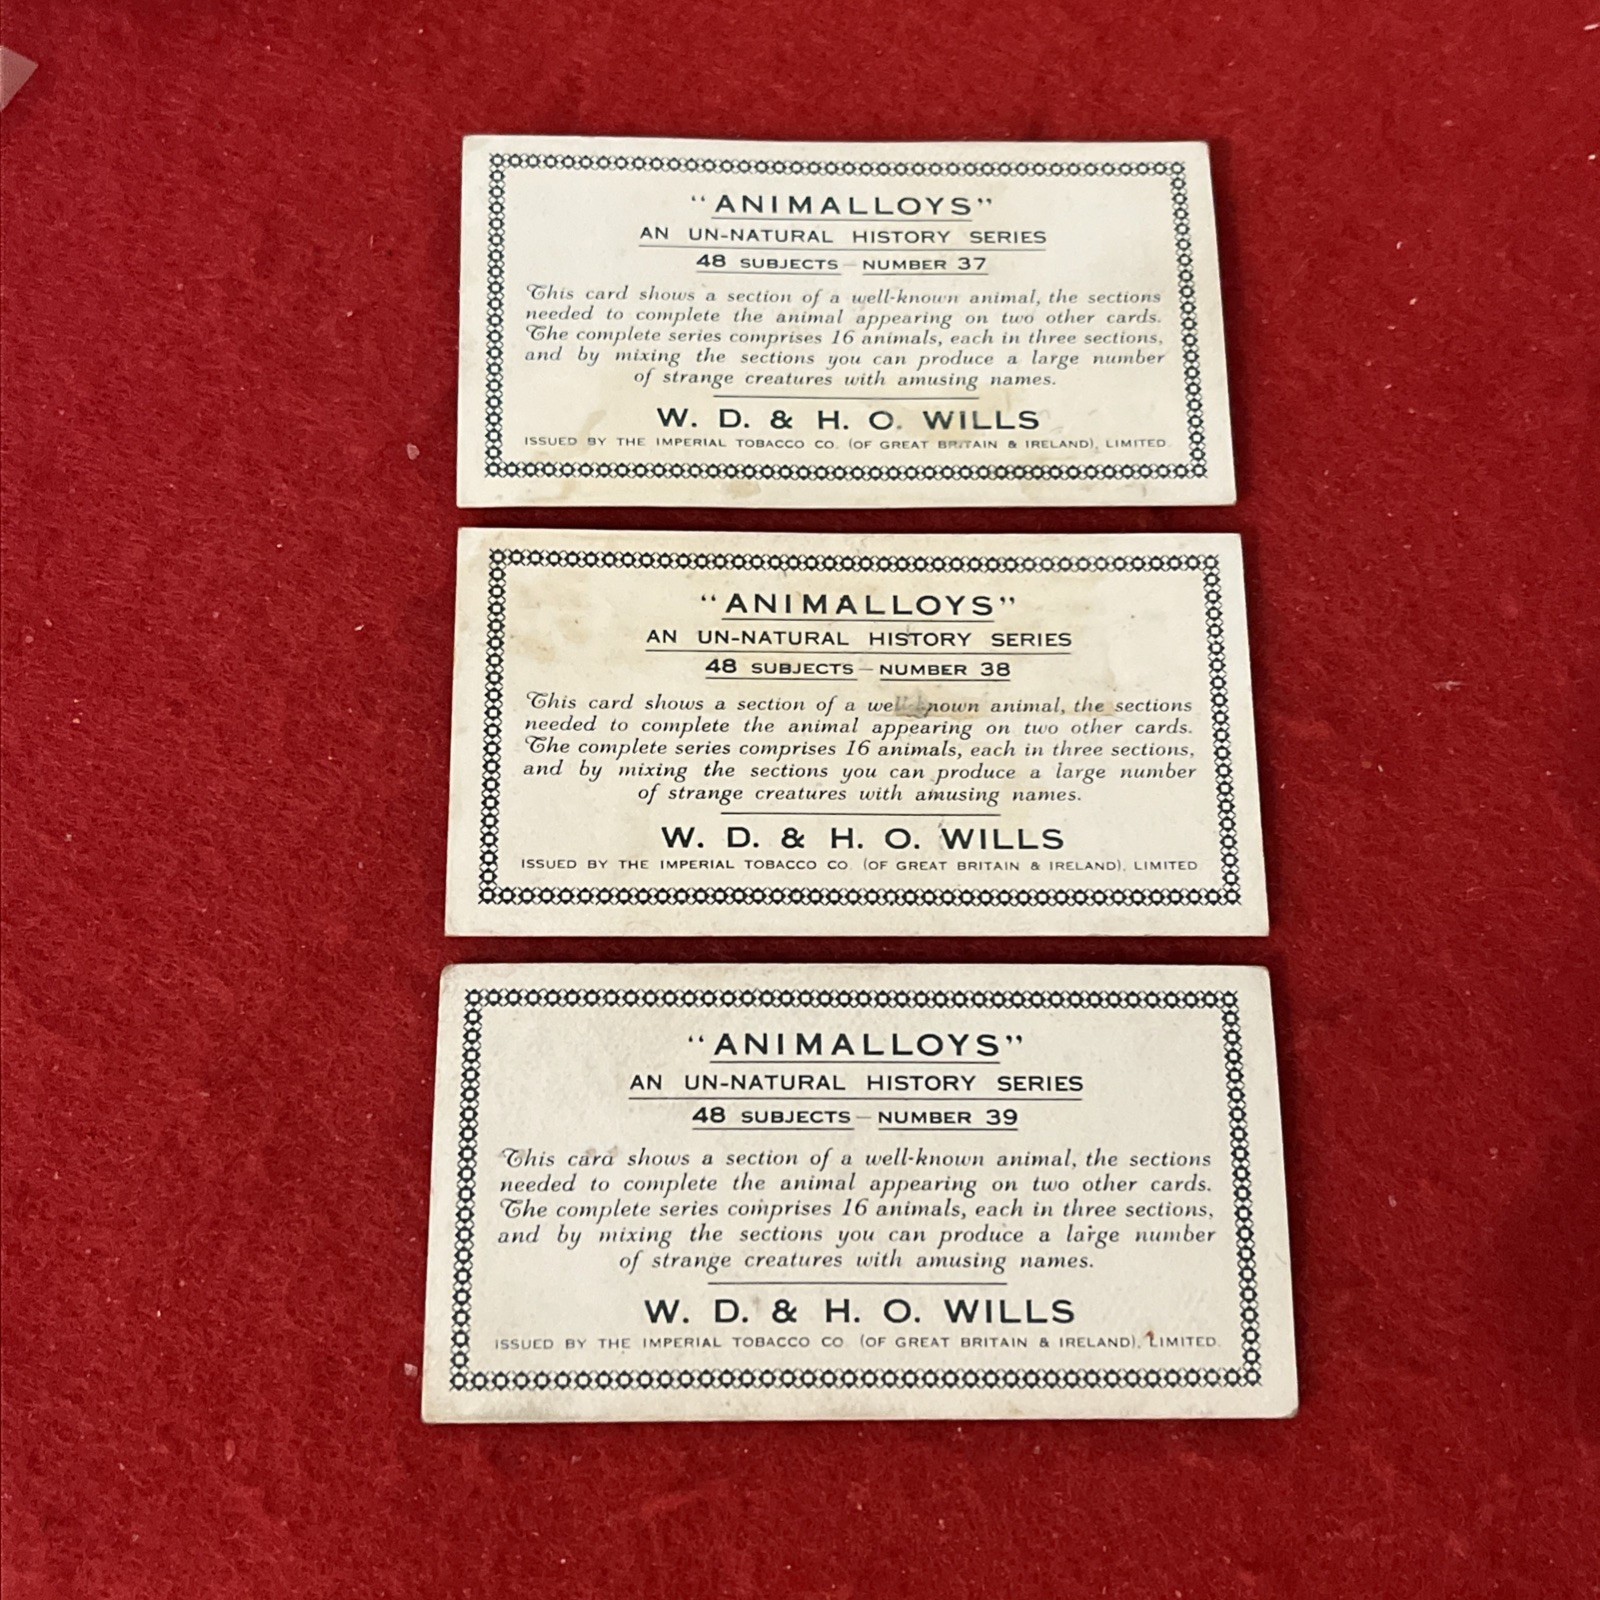 "ANIMALLOYS"
AN UN-NATURAL HISTORY SERIES
48 SUBJECTS — NUMBER 37
This card shows a section of a well-known animal, the sections
needed to complete the animal appearing on two other cards.
The complete series comprises 16 animals, each in three sections,
and by mixing the sections you can produce a large number
of strange creatures with amusing names.
W. D. & H. O. WILLS
ISSUED BY THE IMPERIAL TOBACCO CO. (OF GREAT BRITAIN & IRELAND), LIMITED.
"ANIMALLOYS"
AN UN-NATURAL HISTORY SERIES
48 SUBJECTS — NUMBER 38
This card shows a section of a well-known animal, the sections
needed to complete the animal appearing on two other cards.
The complete series comprises 16 animals, each in three sections,
and by mixing the sections you can produce a large number
of strange creatures with amusing names.
W. D. & H. O. WILLS
ISSUED BY THE IMPERIAL TOBACCO CO. (OF GREAT BRITAIN & IRELAND), LIMITED
"ANIMALLOYS"
AN UN-NATURAL HISTORY SERIES
48 SUBJECTS — NUMBER 39
This card shows a section of a well-known animal, the sections
needed to complete the animal appearing on two other cards.
The complete series comprises 16 animals, each in three sections,
and by mixing the sections you can produce a large number
of strange creatures with amusing names.
W. D. & H. O. WILLS
ISSUED BY THE IMPERIAL TOBACCO CO. (OF GREAT BRITAIN & IRELAND), LIMITED.